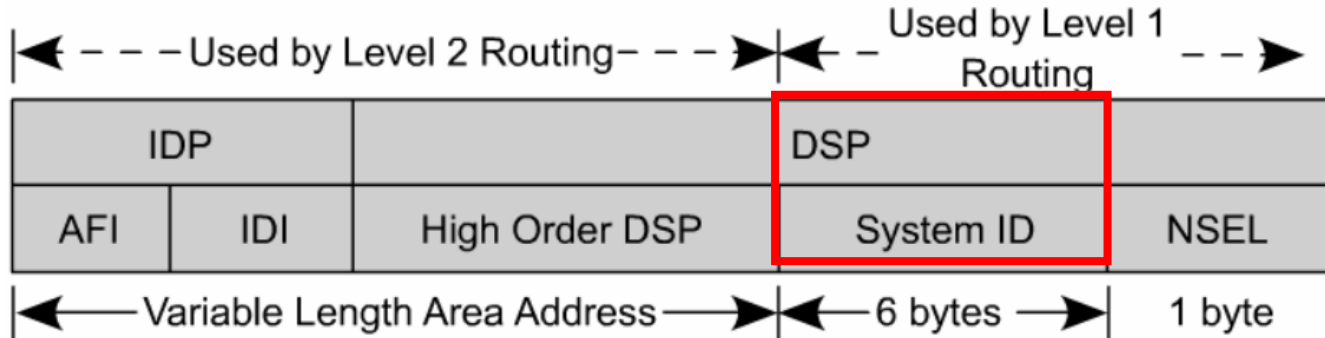 Used by Level 2 Routing
Used by Level 1
Routing
IDP
DSP
AFI
IDI
High Order DSP
System ID
NSEL
Variable Length Area Address
6 bytes
1 byte